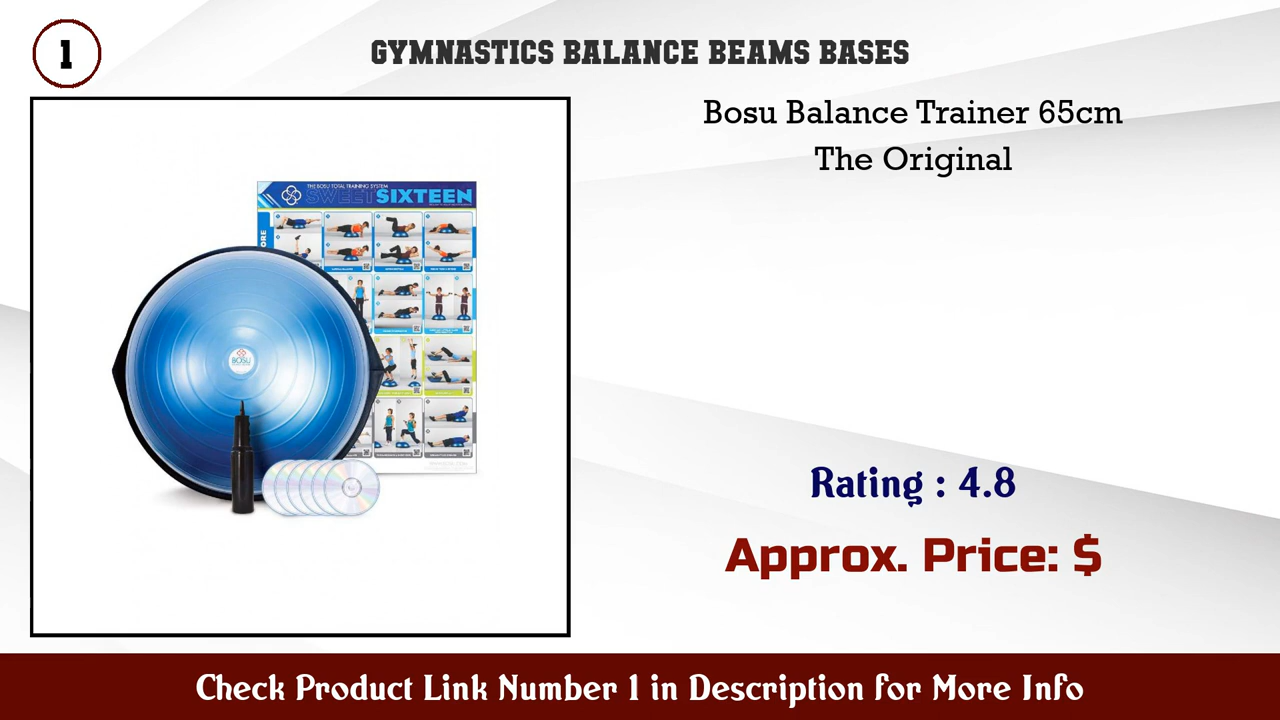 1
GYMNASTICS BALANCE BEAMS BASES
Bosu Balance Trainer 65cm
The Original
THE BOSU TOTAL TRAINING SYSTEM
SWEET SIXTEEN
BOSU
Rating : 4.8
Approx. Price: $
Check Product Link Number 1 in Description for More Info